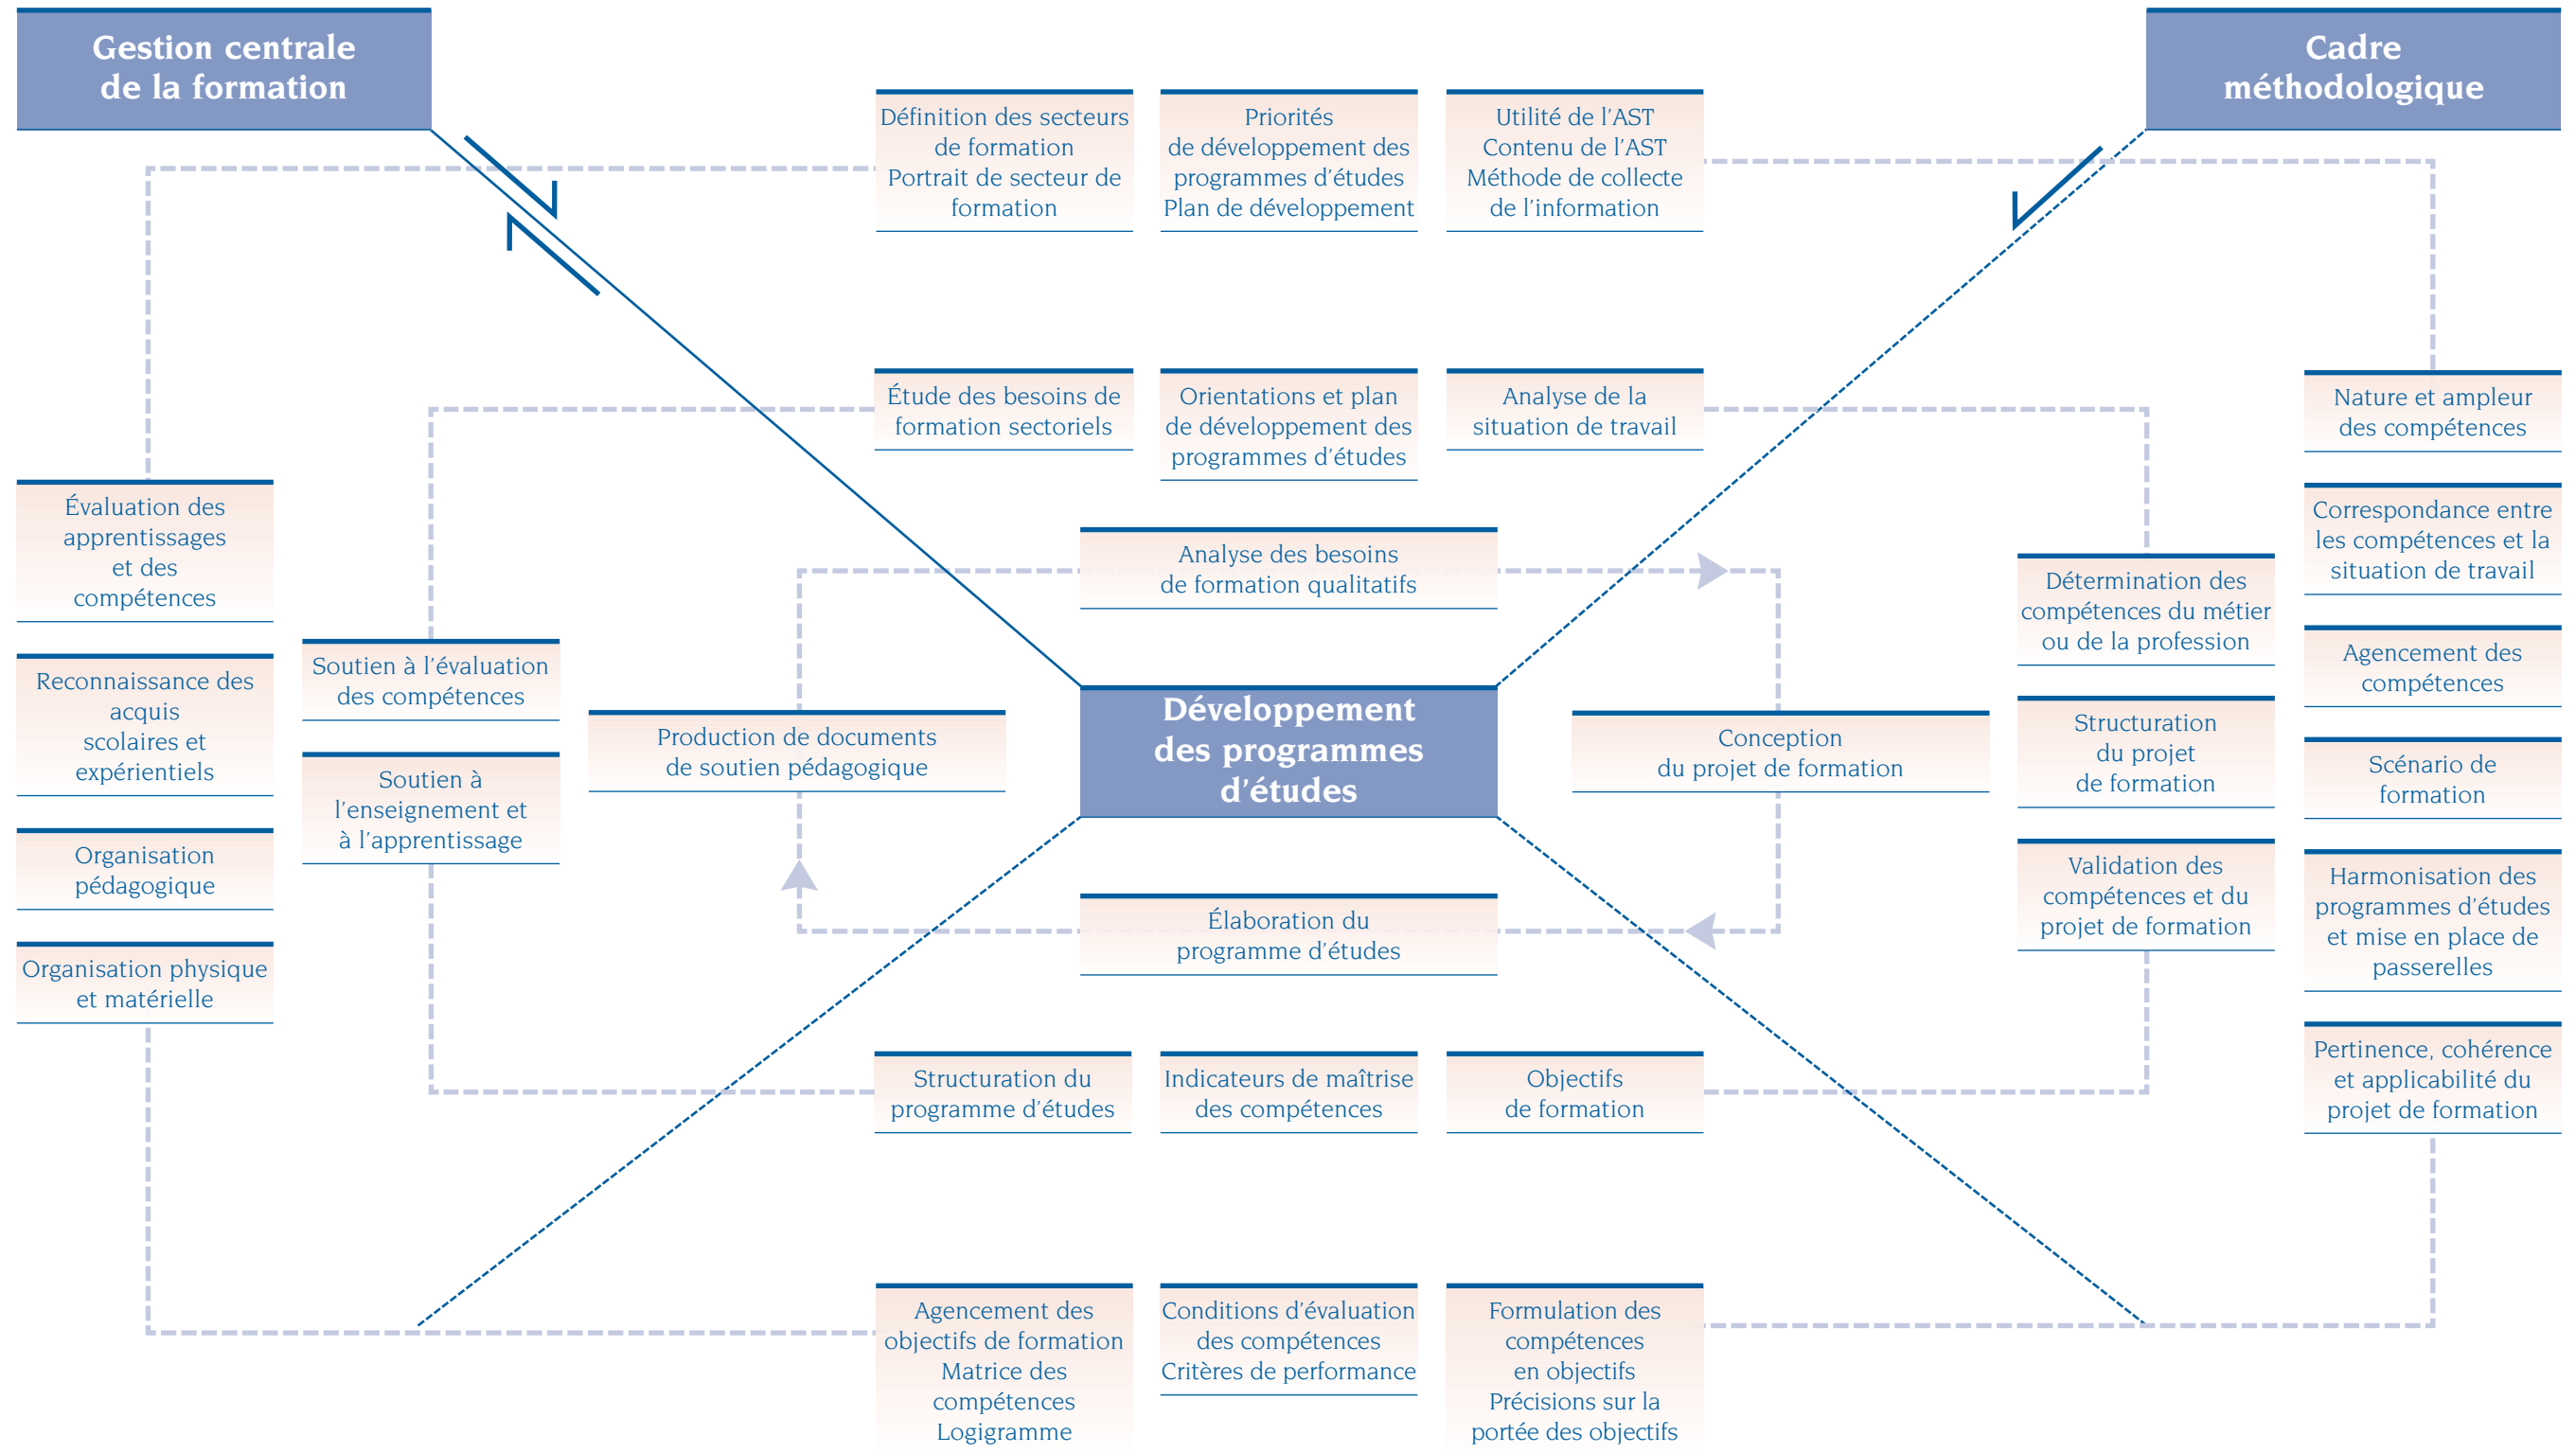 Gestion centrale
de la formation
Cadre
méthodologique
Définition des secteurs
de formation
Portrait de secteur de
formation
Priorités
de développement des
programmes d'études
Plan de développement
Utilité de l'AST
Contenu de l'AST
Méthode de collecte
de l'information
Étude des besoins de
formation sectoriels
Orientations et plan
de développement des
programmes d'études
Analyse de la
situation de travail
Nature et ampleur
des compétences
Évaluation des
apprentissages
et des
compétences
Correspondance entre
les compétences et la
situation de travail
Analyse des besoins
de formation qualitatifs
Détermination des
compétences du métier
ou de la profession
Reconnaissance des
acquis
scolaires et
expérientiels
Soutien à l'évaluation
des compétences
Agencement des
compétences
Production de documents
de soutien pédagogique
Développement
des programmes
d'études
Conception
du projet de formation
Structuration
du projet
de formation
Scénario de
formation
Soutien à
l'enseignement et
à l'apprentissage
Organisation
pédagogique
Validation des
compétences et du
projet de formation
Harmonisation des
programmes d'études
et mise en place de
passerelles
Élaboration du
programme d'études
Organisation physique
et matérielle
Pertinence, cohérence
et applicabilité du
projet de formation
Structuration du
programme d'études
Indicateurs de maîtrise
des compétences
Objectifs
de formation
Agencement des
objectifs de formation
Matrice des
compétences
Logigramme
Conditions d'évaluation
des compétences
Critères de performance
Formulation des
compétences
en objectifs
Précisions sur la
portée des objectifs